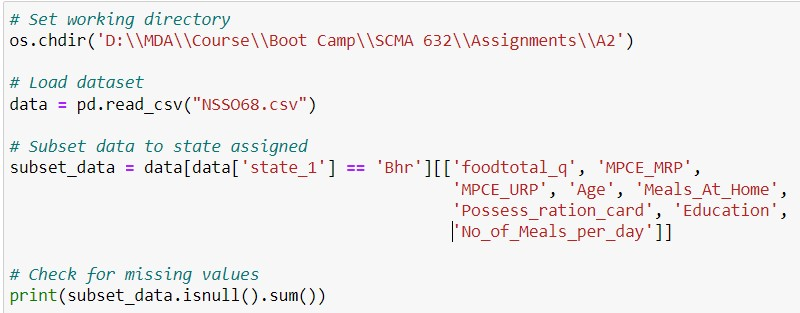 # Set working directory
os.chdir('D:\\MDA\\Course\\Boot Camp\\SCMA 632\\Assignments\\A2')
# Load dataset
data = pd.read_csv("NSSO68.csv")
# Subset data to state assigned
subset_data = data[data['state_1'] == 'Bhr'][['foodtotal_q', 'MPCE_MRP',
'MPCE_URP', 'Age', 'Meals_At_Home',
'Possess_ration_card', 'Education',
'No_of_Meals_per_day']]
# Check for missing values
print(subset_data.isnull().sum())